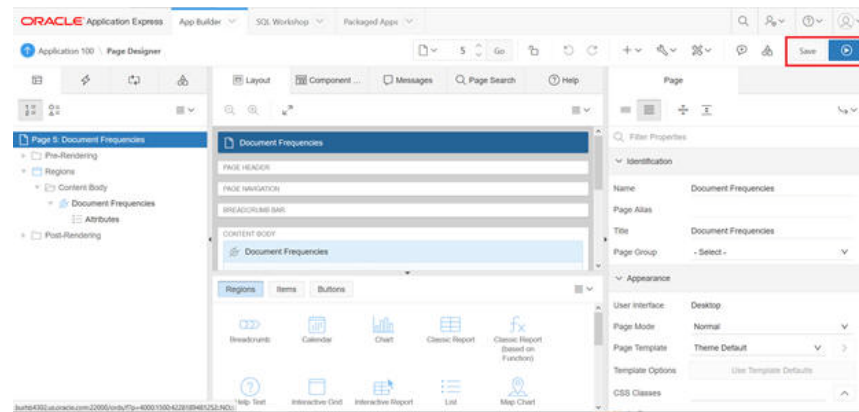 ORACLE Application Express App Builder SQL Workshop Packaged Apps
Application 100 \ Page Designer 5 Go Save
Layout Component ... Messages Page Search Help Page
Page 5: Document Frequencies
Pre-Rendering
Regions
Content Body
Document Frequencies
Attributes
Post-Rendering
Document Frequencies
PAGE HEADER
PAGE NAVIGATION
BREADCRUMB BAR
CONTENT BODY
Document Frequencies
Regions Items Buttons
Breadcrumb Calendar Chart Classic Report Classic Report
(based on
Function)
Help Text Interactive Grid Interactive Report List Map Chart
Filter Properties
Identification
Name Document Frequencies
Page Alias
Title Document Frequencies
Page Group - Select -
Appearance
User Interface Desktop
Page Mode Normal
Page Template Theme Default
Template Options Use Template Defaults
CSS Classes